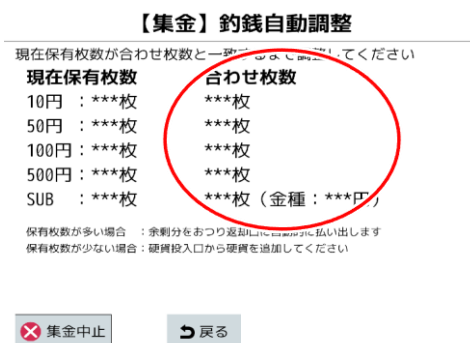 【集金】釣銭自動調整
現在保有枚数が合わせ枚数と一致するまで調整してください
現在保有枚数 合わせ枚数
10円 ：***枚 ***枚
50円 ：***枚 ***枚
100円：***枚 ***枚
500円：***枚 ***枚
SUB ：***枚 ***枚（金種：***円）
保有枚数が多い場合 ：余剰分をおつり返却口に自動的に払い出します
保有枚数が少ない場合：硬貨投入口から硬貨を追加してください
集金中止 戻る